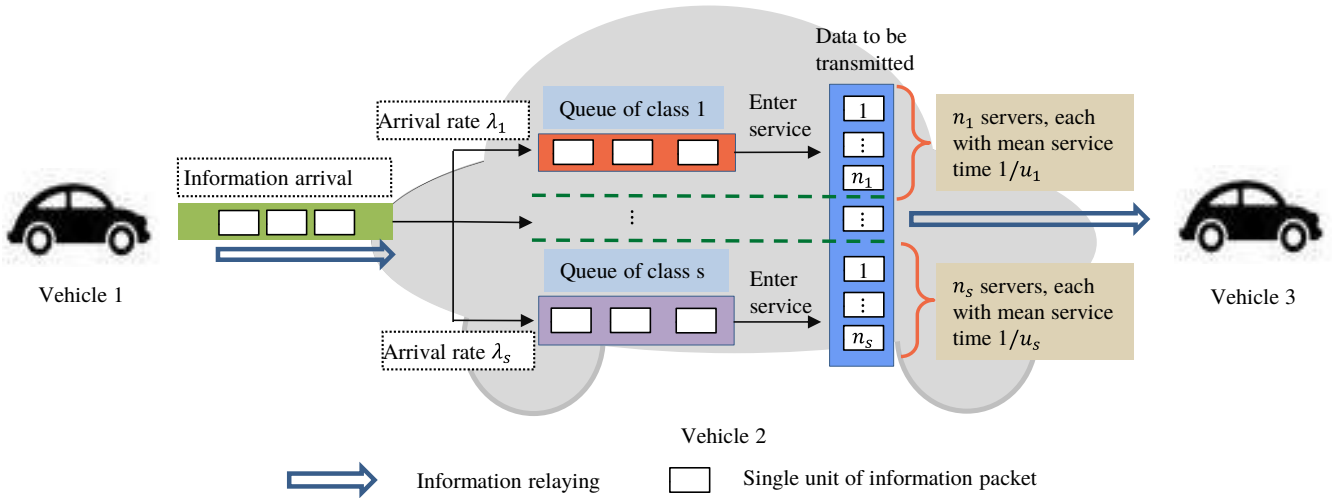 Data to be
transmitted
Arrival rate λ₁
Queue of class 1
Enter
service
1
⋮
n₁
n₁ servers, each
with mean service
time 1/u₁
Information arrival
⋮
⋮
Vehicle 1
Queue of class s
Enter
service
1
⋮
nₛ
nₛ servers, each
with mean service
time 1/uₛ
Vehicle 3
Arrival rate λₛ
Vehicle 2
Information relaying
Single unit of information packet